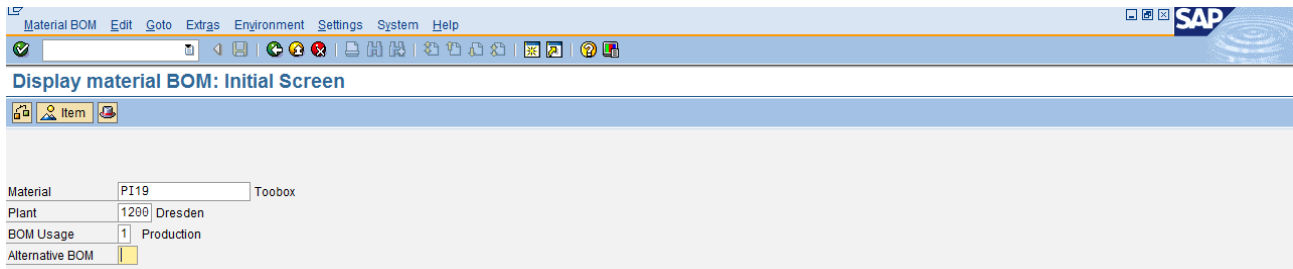 Material BOM Edit Goto Extras Environment Settings System Help
SAP
Display material BOM: Initial Screen
Item
Material PI19 Toobox
Plant 1200 Dresden
BOM Usage 1 Production
Alternative BOM